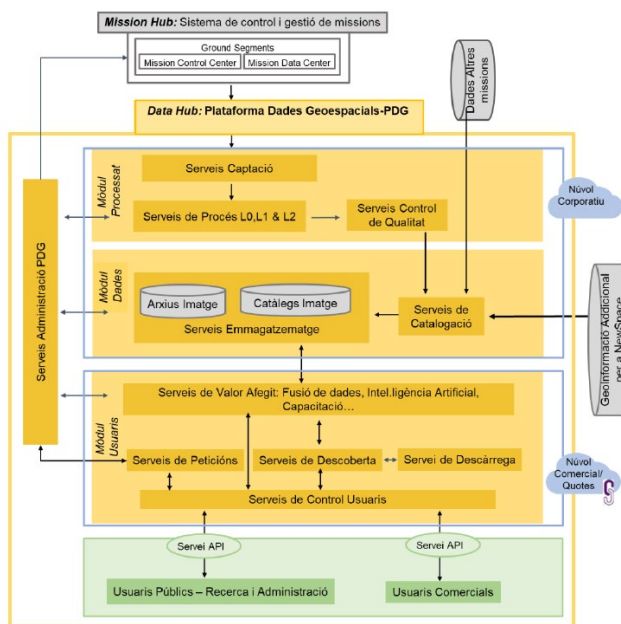 Mission Hub: Sistema de control i gestió de missions
Ground Segments
Mission Control Center
Mission Data Center
Dades Altres
missions
Data Hub: Plataforma Dades Geoespacials-PDG
Mòdul
Processat
Serveis Captació
Serveis de Procés L0,L1 & L2
Serveis Control
de Qualitat
Núvol
Corporatiu
Serveis Administració PDG
Mòdul
Dades
Arxius Imatge
Catàlegs Imatge
Serveis Emmagatzematge
Serveis de
Catalogació
Geoinformació Addicional
per a NewSpace
Mòdul
Usuaris
Serveis de Valor Afegit: Fusió de dades, Intel.ligència Artificial,
Capacitació…
Serveis de Peticións
Serveis de Descoberta
Servei de Descàrrega
Serveis de Control Usuaris
Núvol
Comercial/
Quotes
Servei API
Servei API
Usuaris Públics – Recerca i Administració
Usuaris Comercials